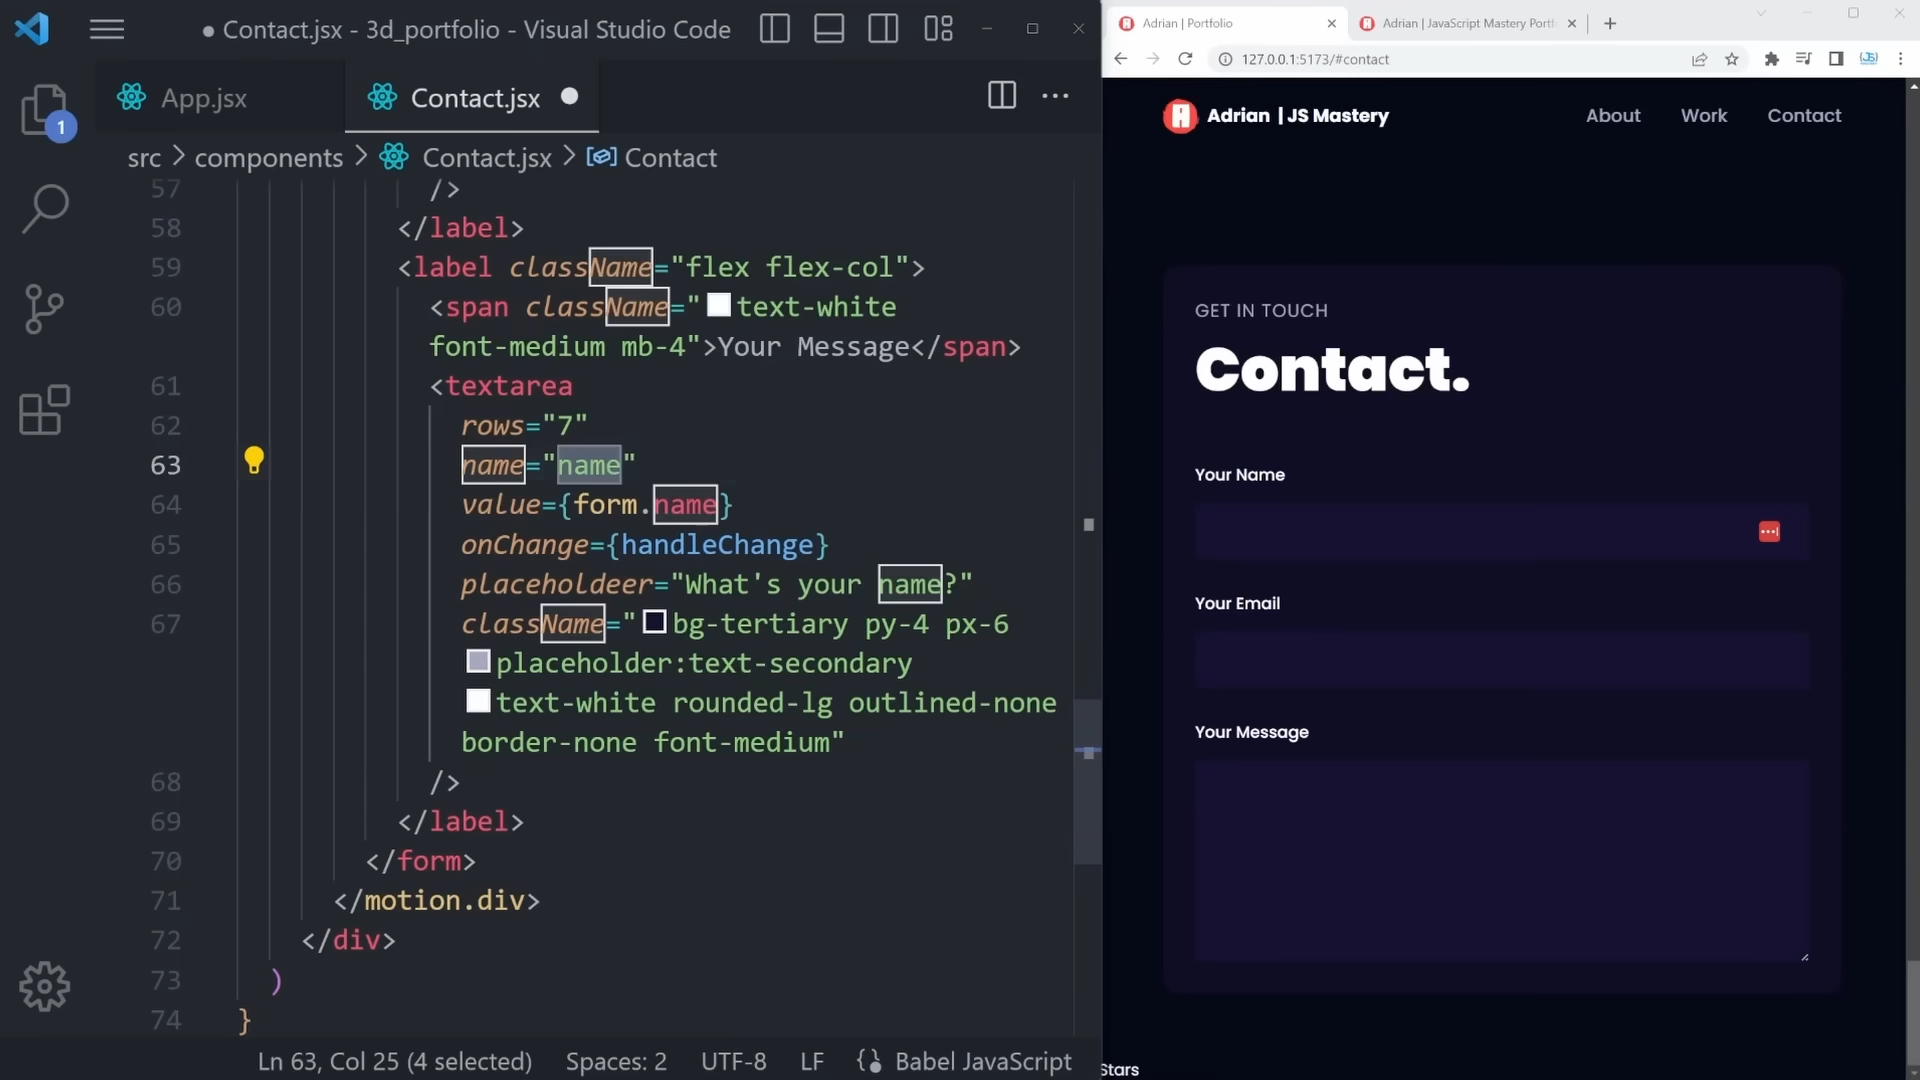 ● Contact.jsx - 3d_portfolio - Visual Studio Code
1
App.jsx
Contact.jsx ●
src > components > Contact.jsx > Contact
57 />
58 </label>
59 <label className="flex flex-col">
60 <span className="text-white
font-medium mb-4">Your Message</span>
61 <textarea
62 rows="7"
63 name="name"
64 value={form.name}
65 onChange={handleChange}
66 placeholdeer="What's your name?"
67 className="bg-tertiary py-4 px-6
placeholder:text-secondary
text-white rounded-lg outlined-none
border-none font-medium"
68 />
69 </label>
70 </form>
71 </motion.div>
72 </div>
73 )
74 }
Ln 63, Col 25 (4 selected)
Spaces: 2
UTF-8
LF
Babel JavaScript
Adrian | Portfolio
Adrian | JavaScript Mastery Portf
127.0.0.1:5173/#contact
Adrian | JS Mastery
About
Work
Contact
GET IN TOUCH
Contact.
Your Name
Your Email
Your Message
Stars